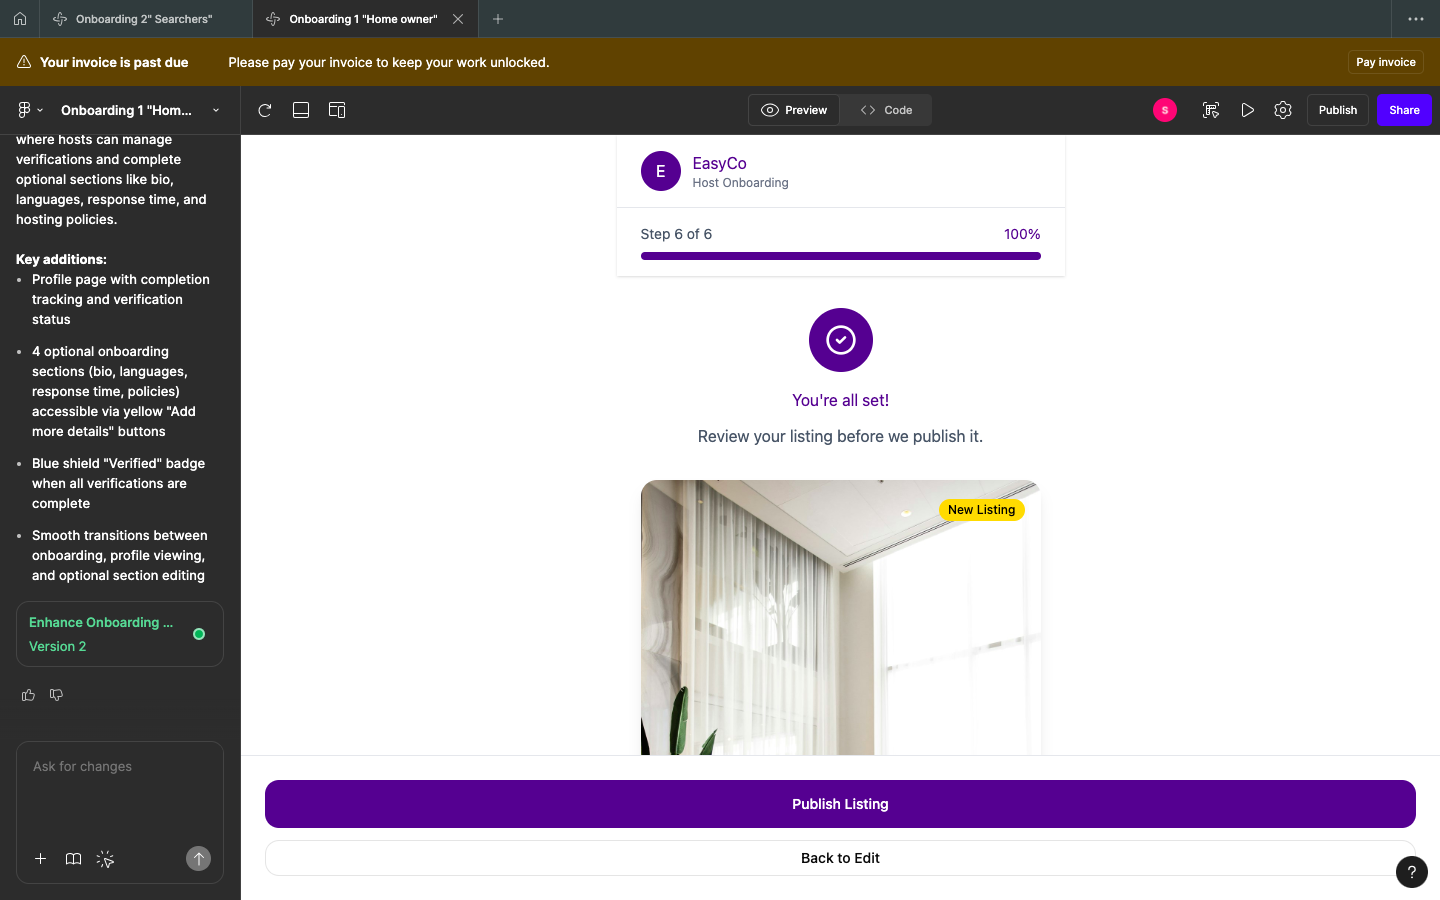 Onboarding 2" Searchers"
Onboarding 1 "Home owner"
Your invoice is past due
Please pay your invoice to keep your work unlocked.
Pay invoice
Onboarding 1 "Hom...
Preview
Code
S
Publish
Share
where hosts can manage
verifications and complete
optional sections like bio,
languages, response time, and
hosting policies.
Key additions:
• Profile page with completion
tracking and verification
status
• 4 optional onboarding
sections (bio, languages,
response time, policies)
accessible via yellow "Add
more details" buttons
• Blue shield "Verified" badge
when all verifications are
complete
• Smooth transitions between
onboarding, profile viewing,
and optional section editing
Enhance Onboarding ...
Version 2
Ask for changes
E
EasyCo
Host Onboarding
Step 6 of 6
100%
You're all set!
Review your listing before we publish it.
New Listing
Publish Listing
Back to Edit
?